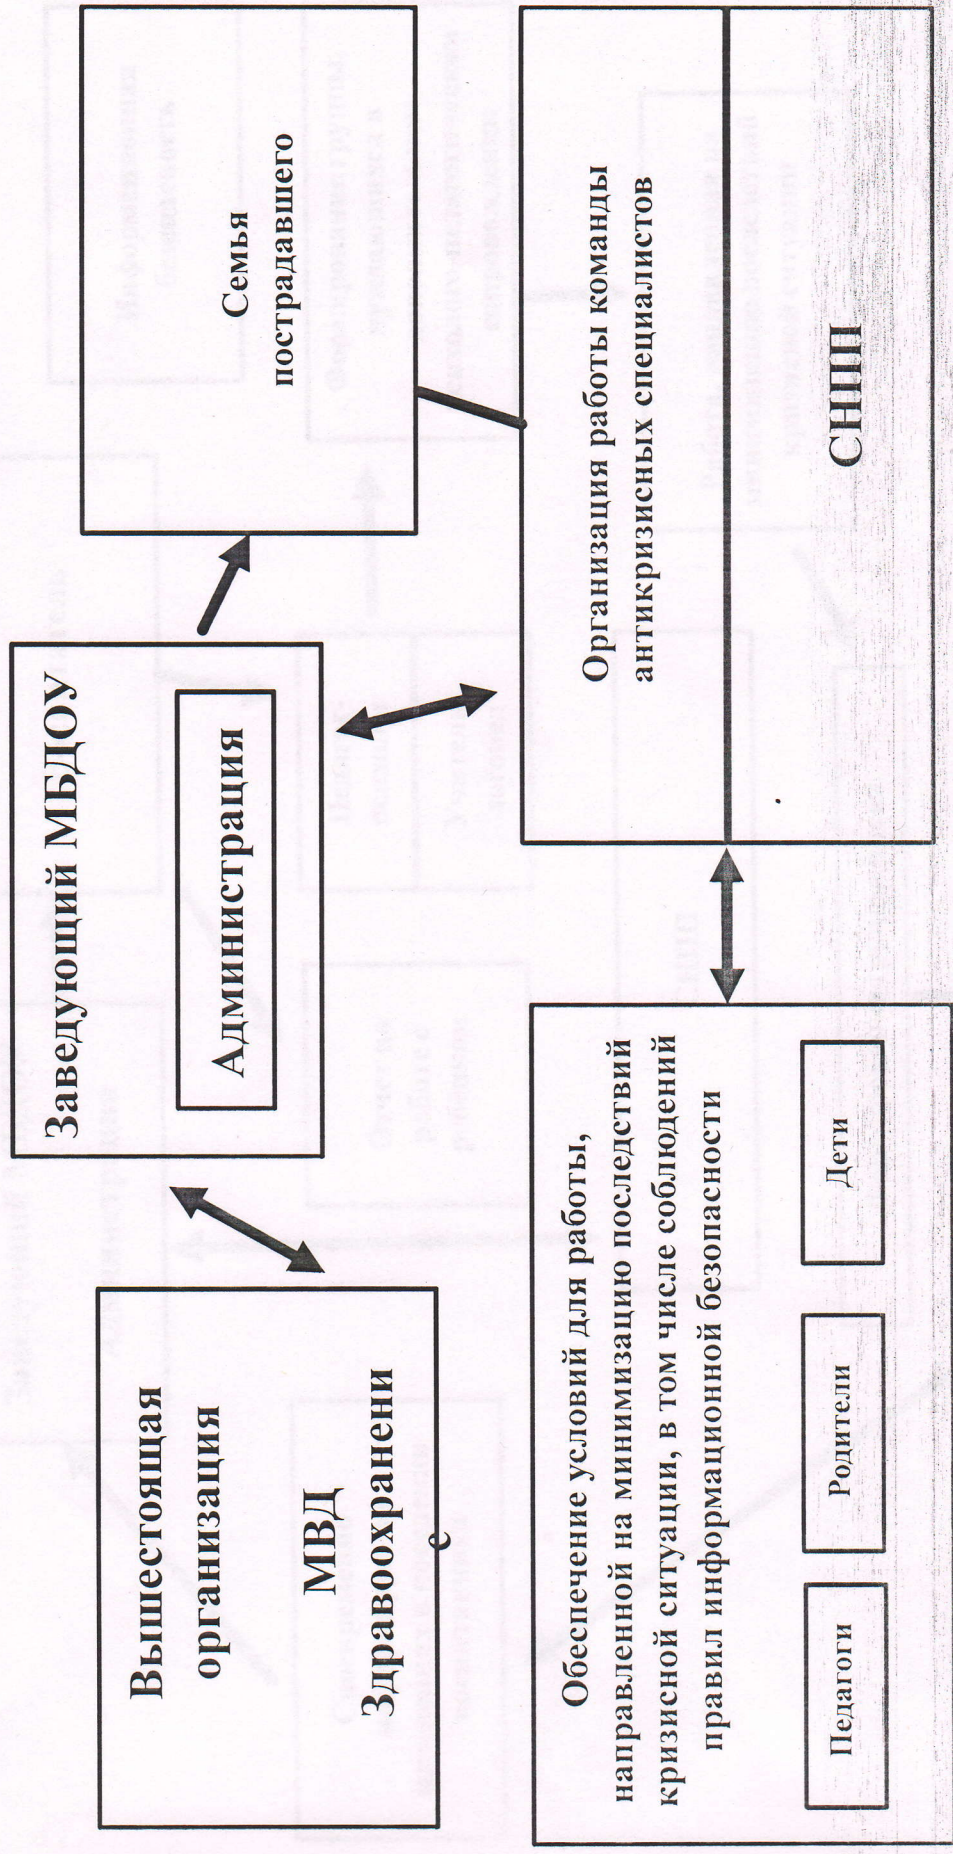 Вышестоящая
организация
МВД
Здравоохранени
е
Заведующий МБДОУ
Администрация
Семья
пострадавшего
Обеспечение условий для работы,
направленной на минимизацию последствий
кризисной ситуации, в том числе соблюдений
правил информационной безопасности
Педагоги
Родители
Дети
Организация работы команды
антикризисных специалистов
СНПП